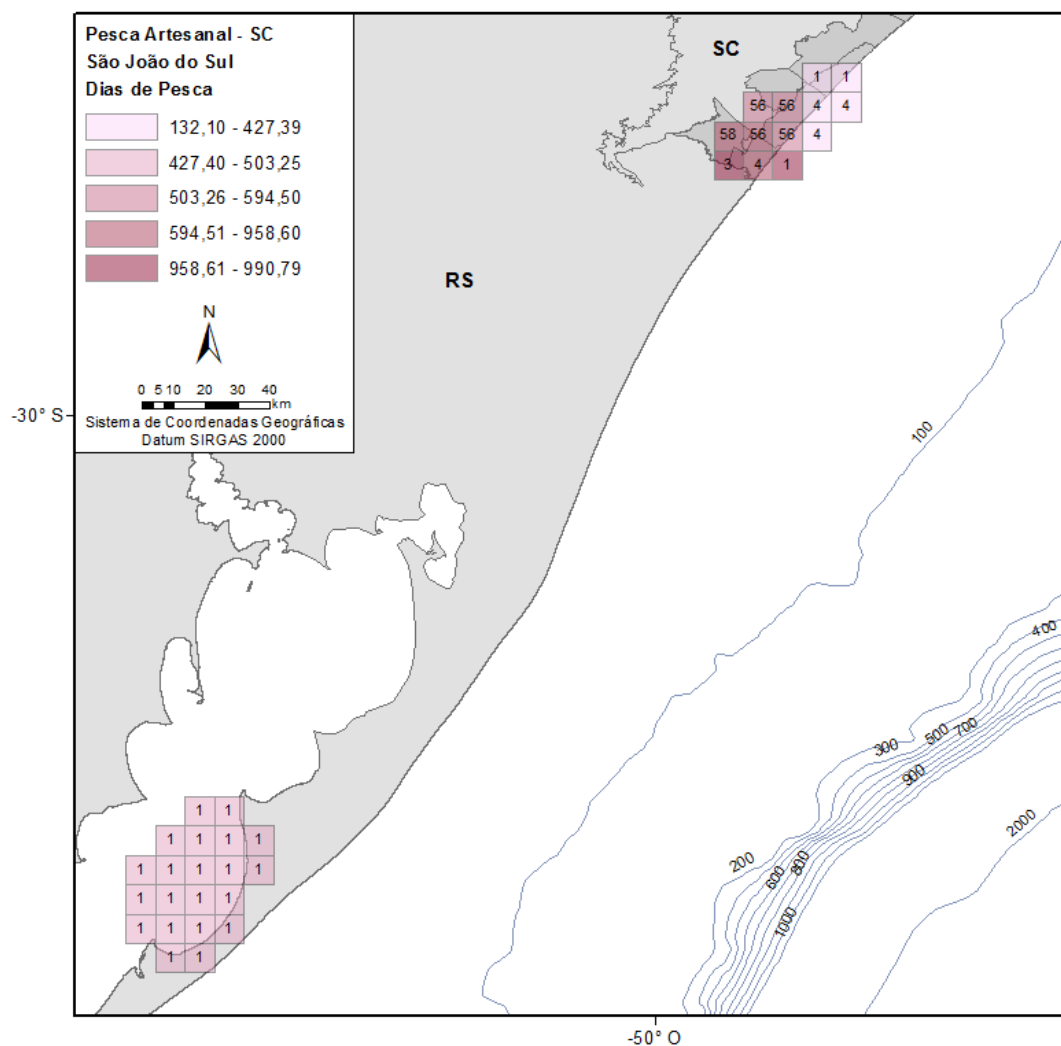 Pesca Artesanal - SC
São João do Sul
Dias de Pesca
132,10 - 427,39
427,40 - 503,25
503,26 - 594,50
594,51 - 958,60
958,61 - 990,79
N
0 5 10 20 30 40
km
Sistema de Coordenadas Geográficas
Datum SIRGAS 2000
SC
1 1
56 56 4 4
58 56 56 4
3 4 1
RS
-30° S
100
400
300 500 700
900
2000
200
600 800
1000
1 1
1 1 1 1
1 1 1 1 1
1 1 1 1
1 1 1 1
1 1
-50° O